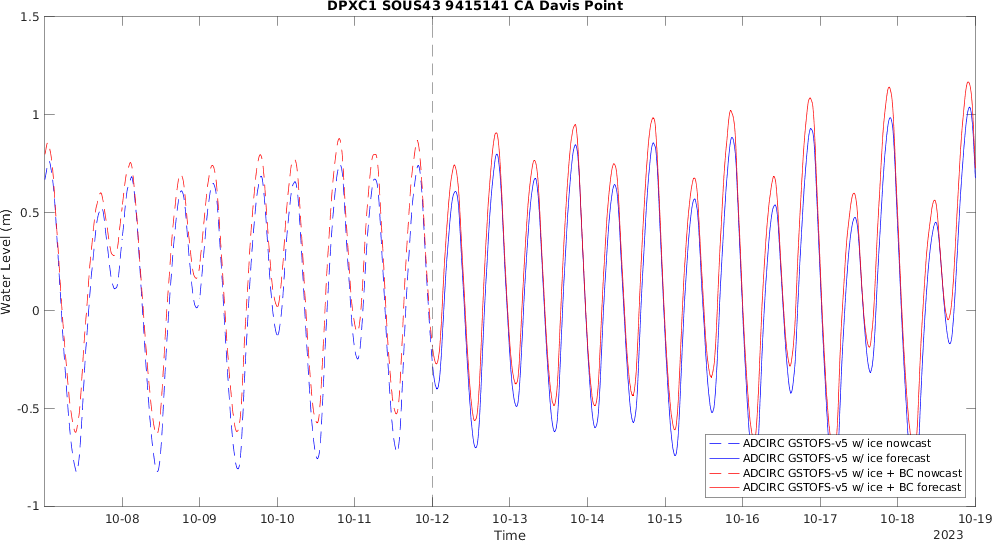 DPXC1 SOUS43 9415141 CA Davis Point
1.5
1
0.5
0
-0.5
-1
Water Level (m)
10-08
10-09
10-10
10-11
10-12
10-13
10-14
10-15
10-16
10-17
10-18
10-19
Time
2023
ADCIRC GSTOFS-v5 w/ ice nowcast
ADCIRC GSTOFS-v5 w/ ice forecast
ADCIRC GSTOFS-v5 w/ ice + BC nowcast
ADCIRC GSTOFS-v5 w/ ice + BC forecast